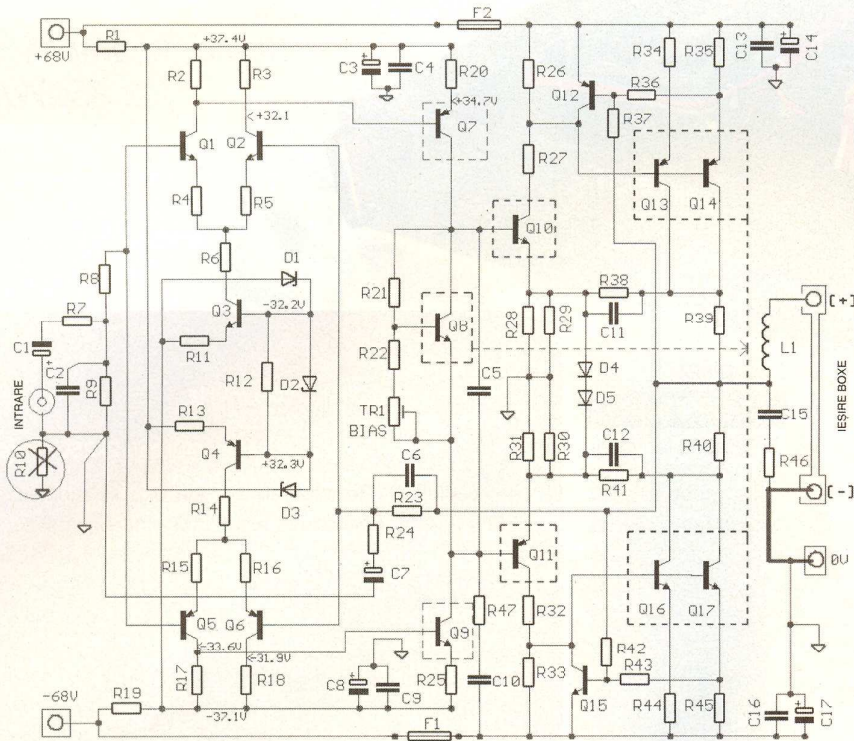 F2
R1
+37.4V
+68V
R2
R3
C3
+
C4
R20
R26
Q12
R34
R35
R36
C13
+
C14
+34.7V
+32.1
Q7
R37
Q1
Q2
R27
R4
R5
Q10
Q13
Q14
R6
D1
R8
R21
R38
[+]
R7
Q3
-32.2V
R28
R29
C11
R39
C1
+
R11
R22
Q8
L1
C2
R9
R12
D2
C5
D4
INTRARE
R13
TR1
BIAS
D5
C15
IESIRE BOXE
Q4
R31
R30
C12
R40
R10
+32.3V
C6
R41
R46
R14
D3
R23
[-]
R24
R15
R16
+
C7
Q11
0V
Q5
Q6
R47
Q16
Q17
-33.6V
Q9
R32
-31.9V
R42
R17
R18
+
C8
C9
R25
C10
R33
R43
-68V
R19
Q15
R44
R45
C16
+
C17
-37.1V
F1